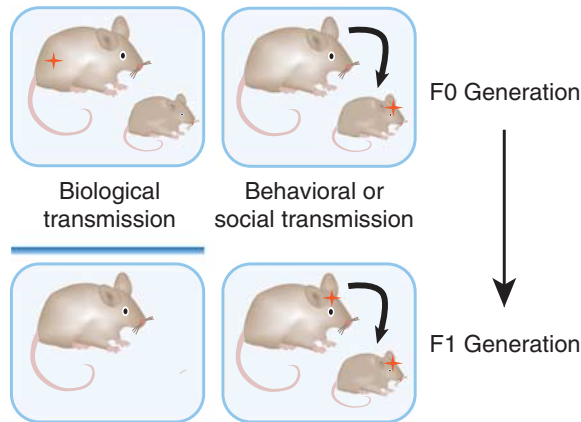 F0 Generation
Biological
transmission
Behavioral or
social transmission
F1 Generation